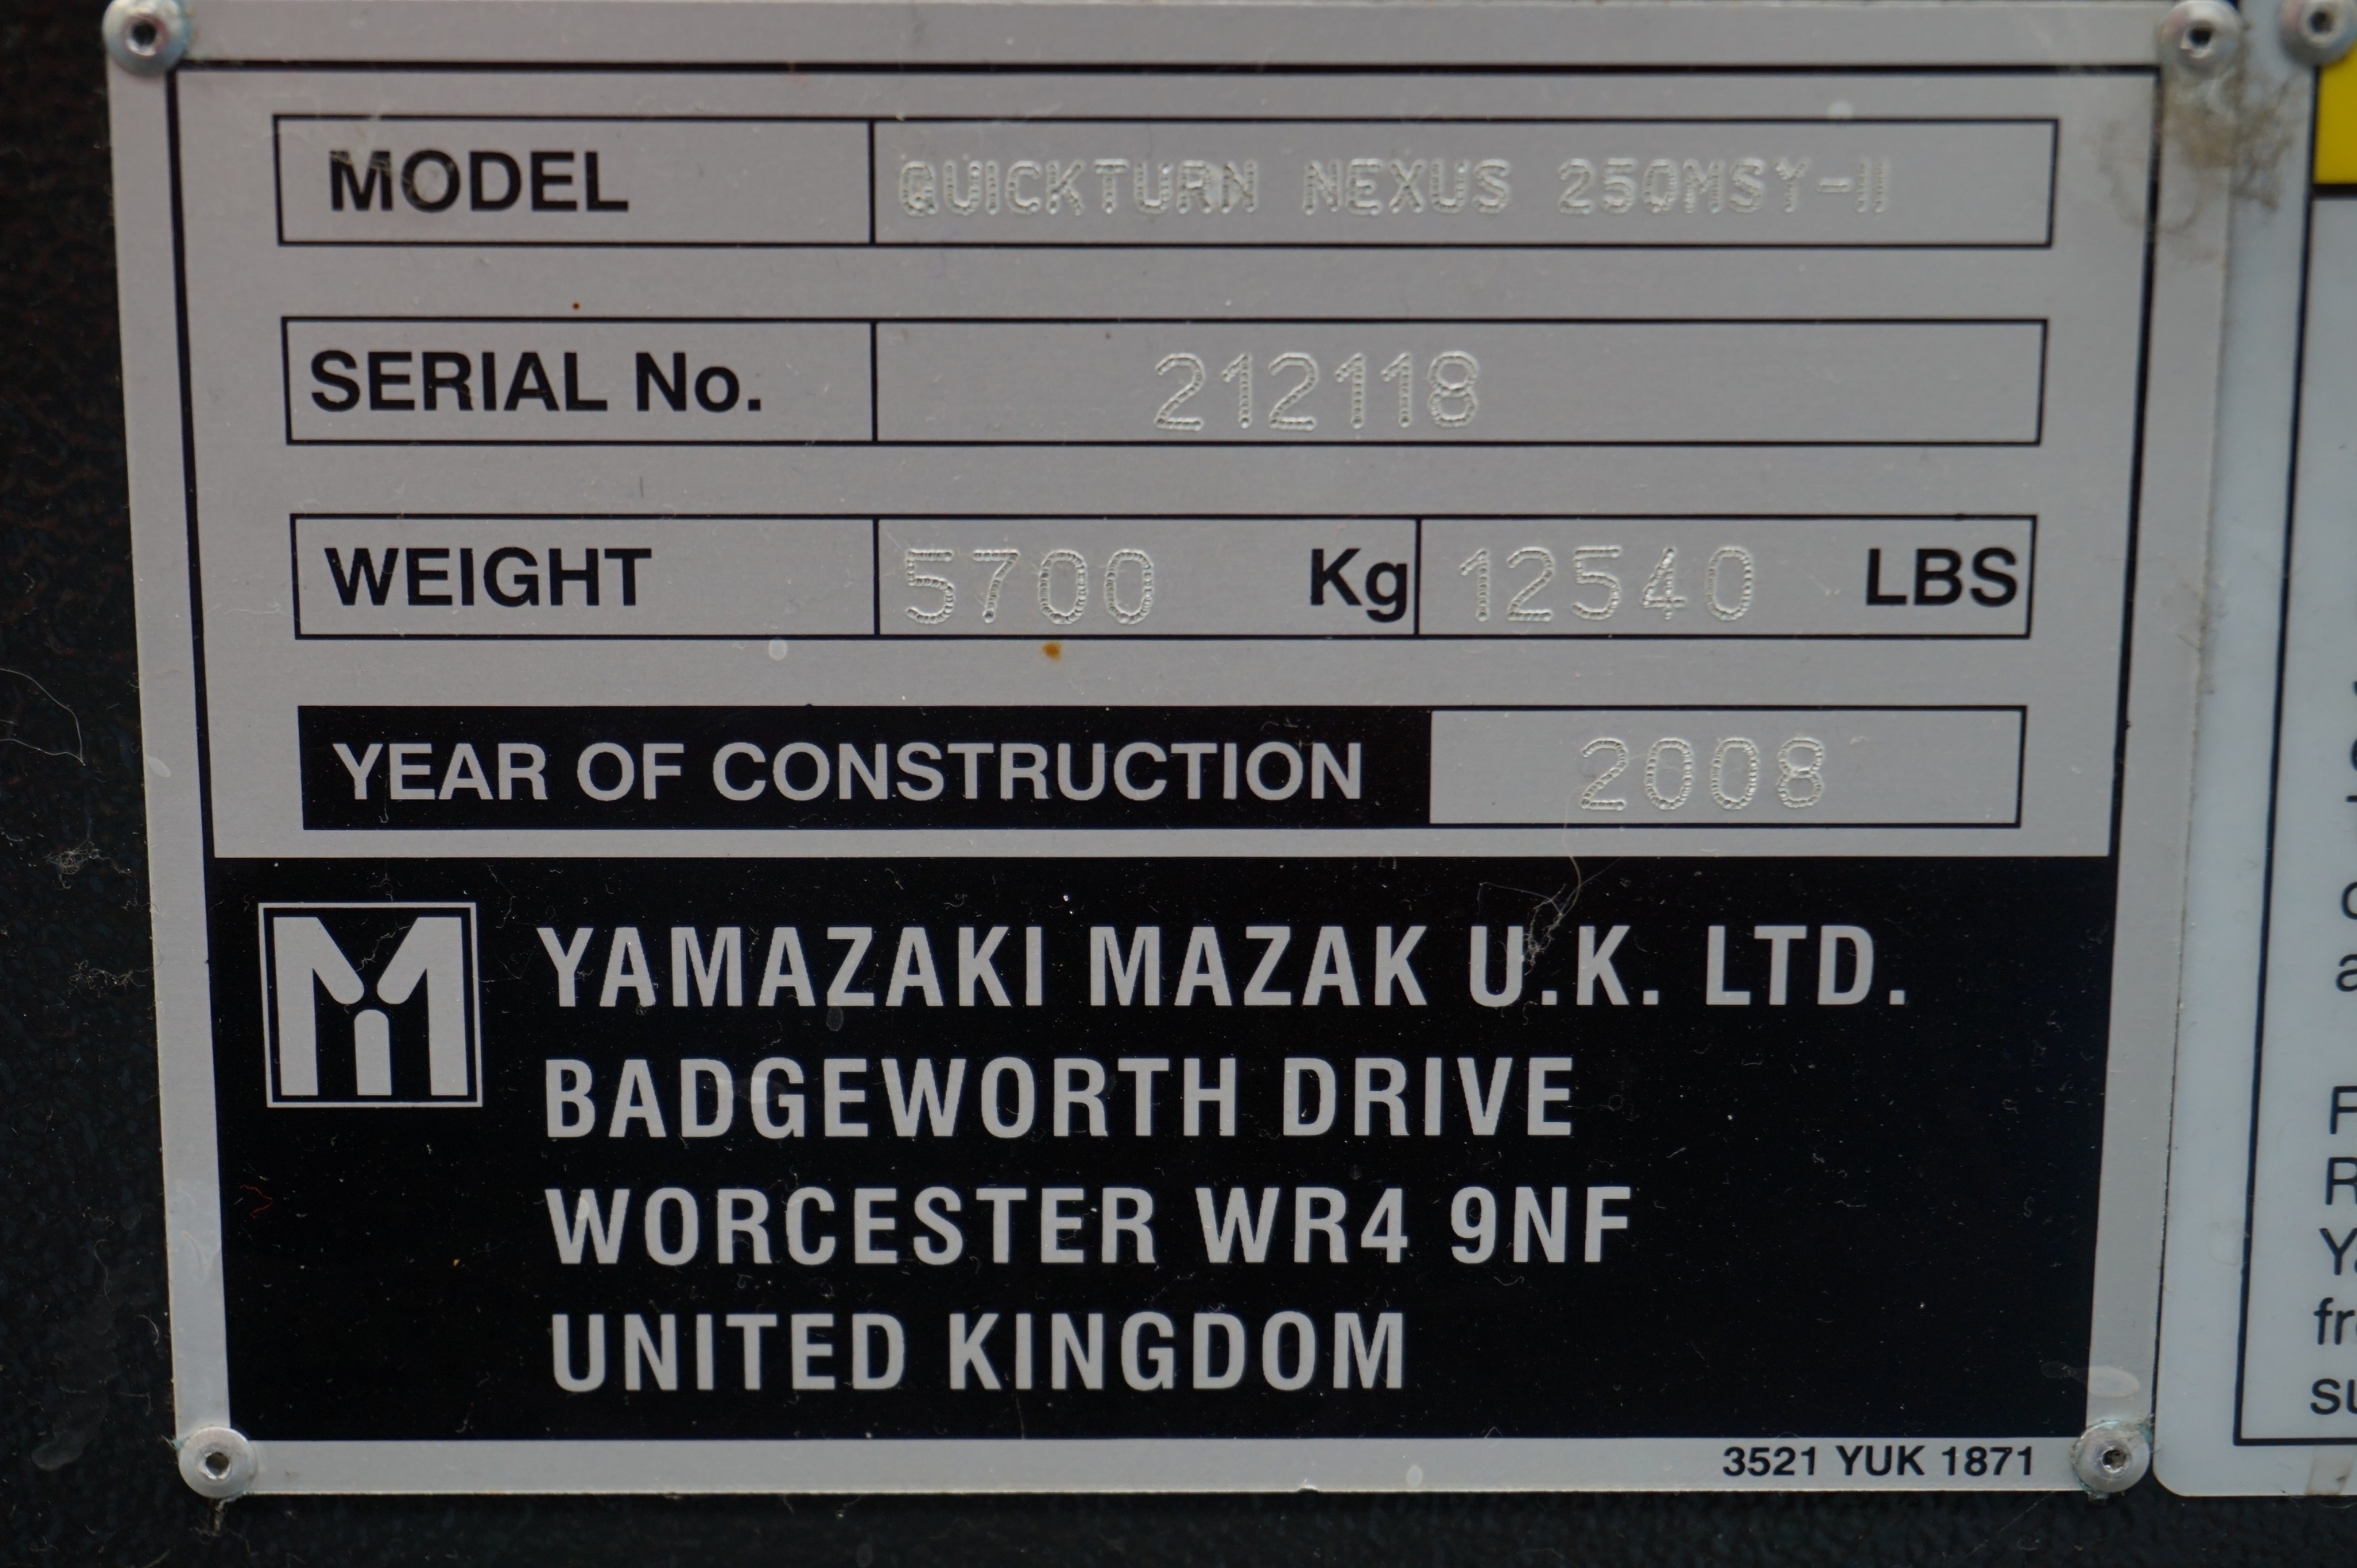 MODEL QUICKTURN NEXUS 250MSY-II
SERIAL No. 212118
WEIGHT 5700 Kg 12540 LBS
YEAR OF CONSTRUCTION 2008
YAMAZAKI MAZAK U.K. LTD.
BADGEWORTH DRIVE
WORCESTER WR4 9NF
UNITED KINGDOM
3521 YUK 1871